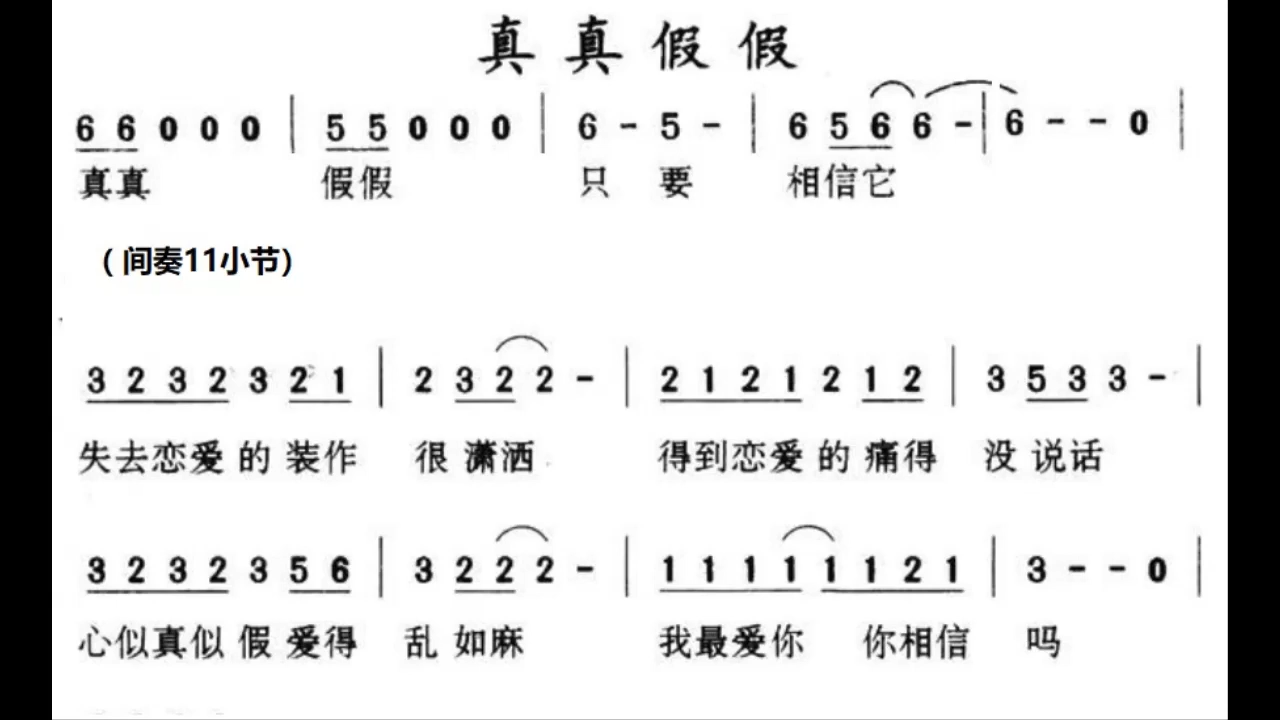 真真假假
6 6 0 0 0 | 5 5 0 0 0 | 6 - 5 - | 6 5 6 6 - | 6 - - 0 |
真真 假假 只 要 相信它
(间奏11小节)
3 2 3 2 3 2 1 | 2 3 2 2 - | 2 1 2 1 2 1 2 | 3 5 3 3 - |
失去恋爱 的 装作 很 潇洒 得到恋爱 的 痛得 没 说话
3 2 3 2 3 5 6 | 3 2 2 2 - | 1 1 1 1 1 1 2 1 | 3 - - 0 |
心似真似 假 爱得 乱 如麻 我最爱你 你相信 吗